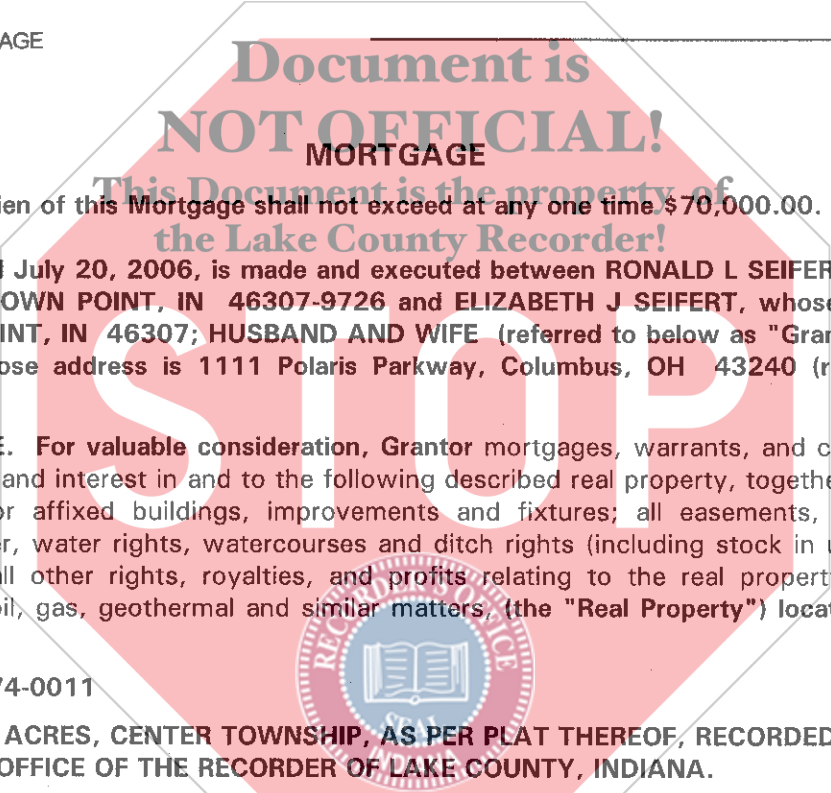 AGE
Document is
NOT OFFICIAL!
MORTGAGE
This Document is the property of
ien of this Mortgage shall not exceed at any one time $70,000.00.
the Lake County Recorder!
July 20, 2006, is made and executed between RONALD L SEIFER
OWN POINT, IN 46307-9726 and ELIZABETH J SEIFERT, whose
INT, IN 46307; HUSBAND AND WIFE (referred to below as "Gran
ose address is 1111 Polaris Parkway, Columbus, OH 43240 (r
STOP
E. For valuable consideration, Grantor mortgages, warrants, and c
and interest in and to the following described real property, togethe
or affixed buildings, improvements and fixtures; all easements,
r, water rights, watercourses and ditch rights (including stock in u
ll other rights, royalties, and profits relating to the real propert
il, gas, geothermal and similar matters, (the "Real Property") locat
RECORDER'S OFFICE
74-0011
SEAL
ACRES, CENTER TOWNSHIP, AS PER PLAT THEREOF, RECORDED
OFFICE OF THE RECORDER OF LAKE COUNTY, INDIANA.